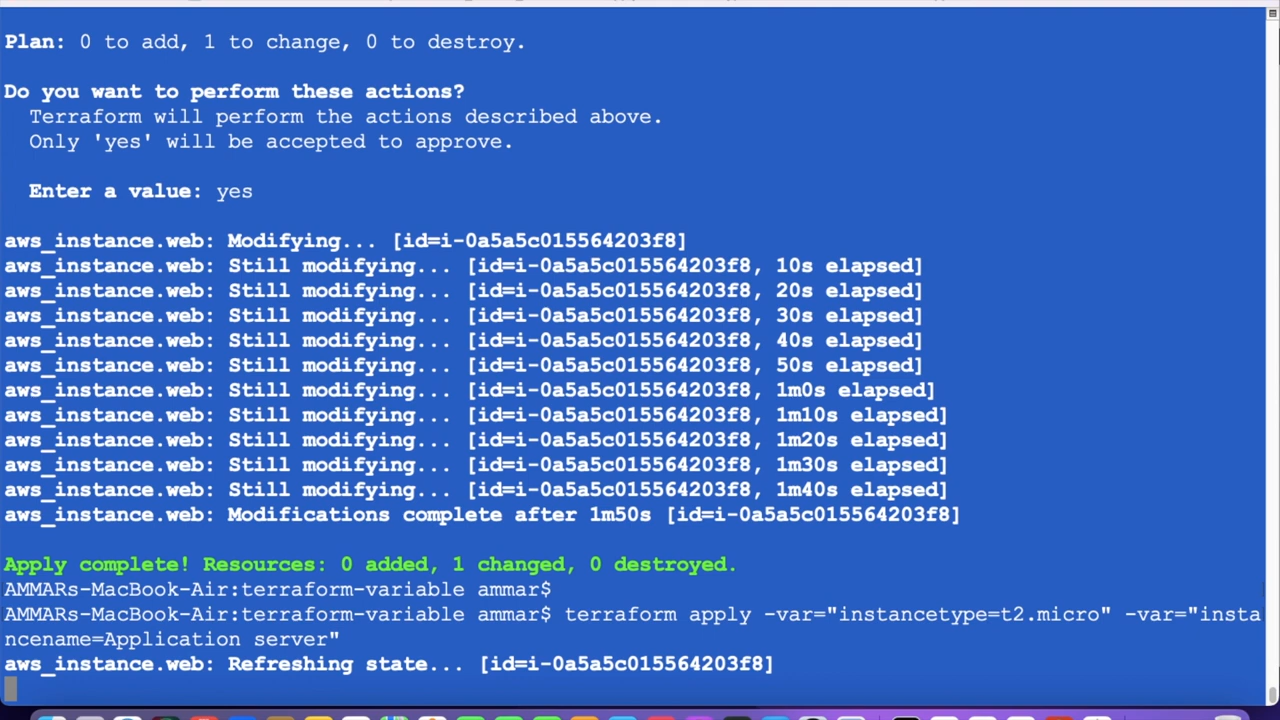 Plan: 0 to add, 1 to change, 0 to destroy.
Do you want to perform these actions?
Terraform will perform the actions described above.
Only 'yes' will be accepted to approve.
Enter a value: yes
aws_instance.web: Modifying... [id=i-0a5a5c015564203f8]
aws_instance.web: Still modifying... [id=i-0a5a5c015564203f8, 10s elapsed]
aws_instance.web: Still modifying... [id=i-0a5a5c015564203f8, 20s elapsed]
aws_instance.web: Still modifying... [id=i-0a5a5c015564203f8, 30s elapsed]
aws_instance.web: Still modifying... [id=i-0a5a5c015564203f8, 40s elapsed]
aws_instance.web: Still modifying... [id=i-0a5a5c015564203f8, 50s elapsed]
aws_instance.web: Still modifying... [id=i-0a5a5c015564203f8, 1m0s elapsed]
aws_instance.web: Still modifying... [id=i-0a5a5c015564203f8, 1m10s elapsed]
aws_instance.web: Still modifying... [id=i-0a5a5c015564203f8, 1m20s elapsed]
aws_instance.web: Still modifying... [id=i-0a5a5c015564203f8, 1m30s elapsed]
aws_instance.web: Still modifying... [id=i-0a5a5c015564203f8, 1m40s elapsed]
aws_instance.web: Modifications complete after 1m50s [id=i-0a5a5c015564203f8]
Apply complete! Resources: 0 added, 1 changed, 0 destroyed.
AMMARs-MacBook-Air:terraform-variable ammar$
AMMARs-MacBook-Air:terraform-variable ammar$ terraform apply -var="instancetype=t2.micro" -var="insta
ncename=Application server"
aws_instance.web: Refreshing state... [id=i-0a5a5c015564203f8]